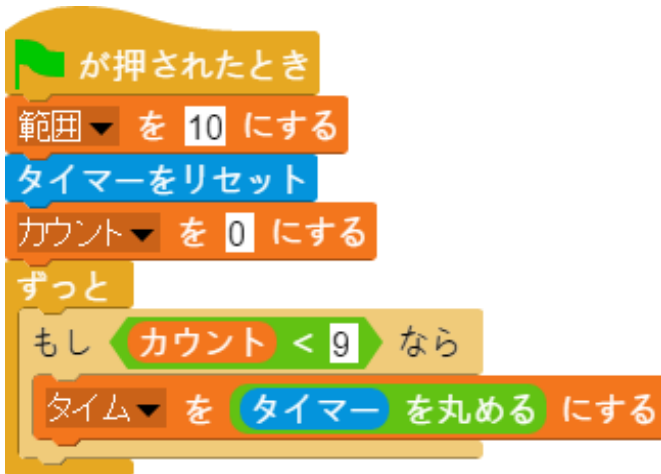 が押されたとき
範囲 を 10 にする
タイマーをリセット
カウント を 0 にする
ずっと
もし カウント < 9 なら
タイム を タイマー を丸める にする